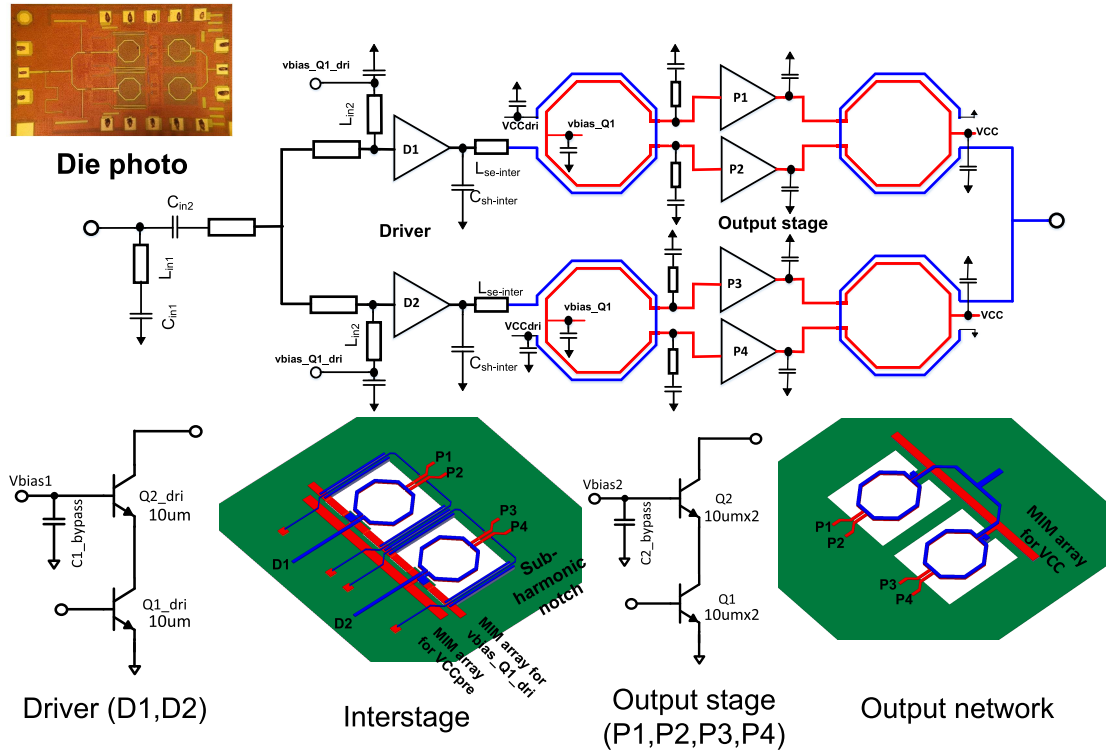 Die photo
vbias_Q1_dri
Lin2
D1
Lse-inter
Csh-inter
Driver
VCCdri
vbias_Q1
P1
P2
Output stage
VCC
Cin2
Lin1
Cin1
Lin2
vbias_Q1_dri
D2
Lse-inter
Csh-inter
VCCdri
vbias_Q1
P3
P4
VCC
Vbias1
C1_bypass
Q2_dri
10um
Q1_dri
10um
Driver (D1,D2)
P1
P2
P3
P4
D1
D2
Sub-
harmonic
notch
MIM array
for VCCpre
MIM array for
vbias_Q1_dri
Interstage
Vbias2
C2_bypass
Q2
10umx2
Q1
10umx2
Output stage
(P1,P2,P3,P4)
P1
P2
P3
P4
MIM array
for VCC
Output network